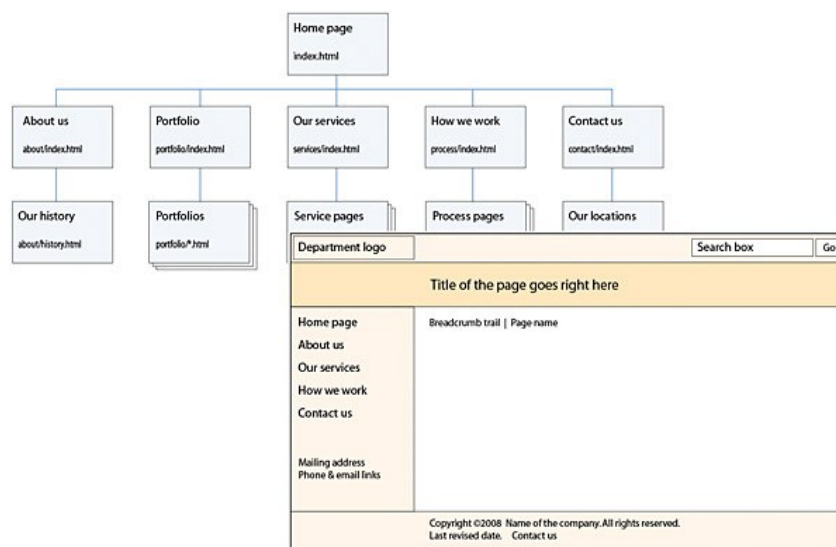 Home page
index.html
About us
about/index.html
Portfolio
portfolio/index.html
Our services
services/index.html
How we work
process/index.html
Contact us
contact/index.html
Our history
about/history.html
Portfolios
portfolio/*.html
Service pages
Process pages
Our locations
Department logo
Search box
Go
Title of the page goes right here
Home page
About us
Our services
How we work
Contact us
Mailing address
Phone & email links
Breadcrumb trail | Page name
Copyright ©2008 Name of the company. All rights reserved.
Last revised date. Contact us